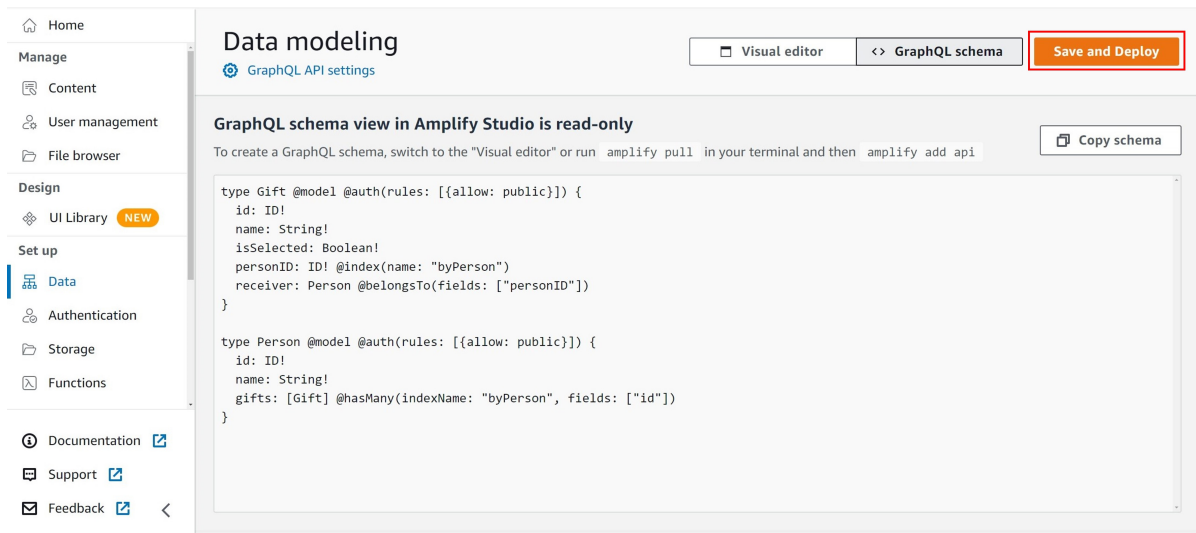 Home
Manage
Content
User management
File browser
Design
UI Library NEW
Set up
Data
Authentication
Storage
Functions
Documentation
Support
Feedback
Data modeling
GraphQL API settings
Visual editor
<> GraphQL schema
Save and Deploy
GraphQL schema view in Amplify Studio is read-only
To create a GraphQL schema, switch to the "Visual editor" or run amplify pull in your terminal and then amplify add api
Copy schema
type Gift @model @auth(rules: [{allow: public}]) {
  id: ID!
  name: String!
  isSelected: Boolean!
  personID: ID! @index(name: "byPerson")
  receiver: Person @belongsTo(fields: ["personID"])
}
type Person @model @auth(rules: [{allow: public}]) {
  id: ID!
  name: String!
  gifts: [Gift] @hasMany(indexName: "byPerson", fields: ["id"])
}